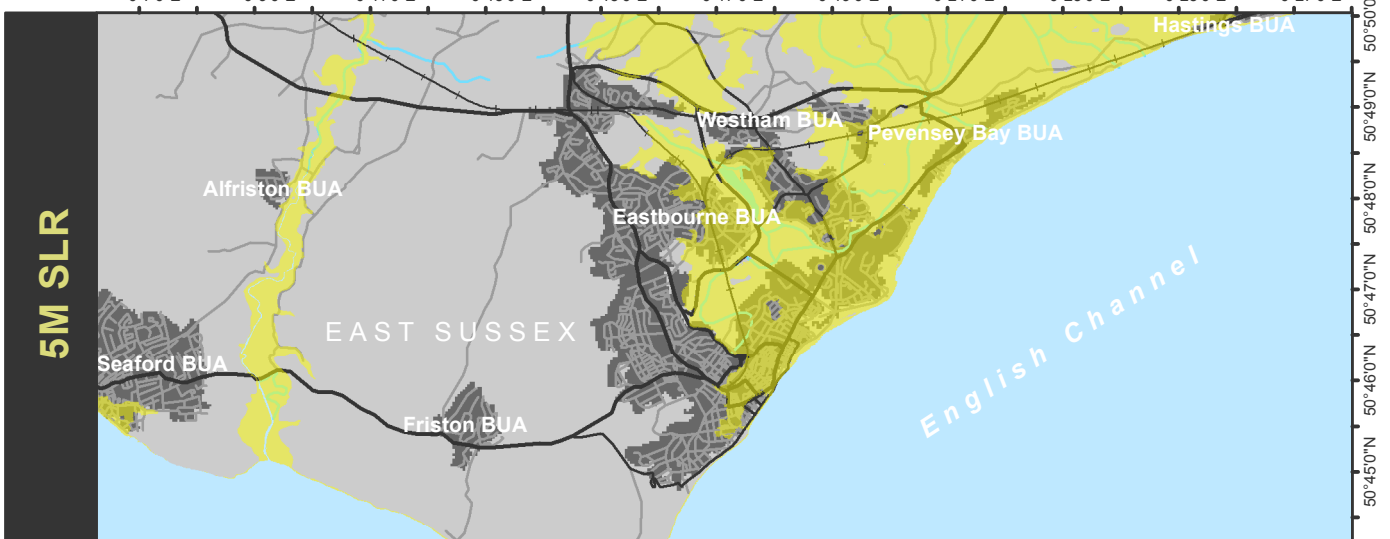 Hastings BUA
50°50'0"
50°49'0"N
Westham BUA
Pevensey Bay BUA
Alfriston BUA
50°48'0"N
Eastbourne BUA
5M SLR
50°47'0"N
EAST SUSSEX
English Channel
Seaford BUA
50°46'0"N
Friston BUA
50°45'0"N